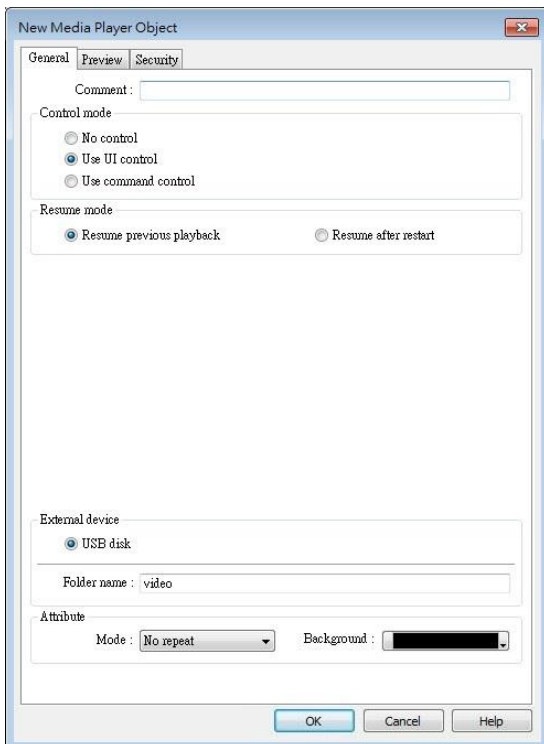 New Media Player Object
General Preview Security
Comment :
Control mode
No control
Use UI control
Use command control
Resume mode
Resume previous playback Resume after restart
External device
USB disk
Folder name : video
Attribute
Mode : No repeat Background :
OK Cancel Help